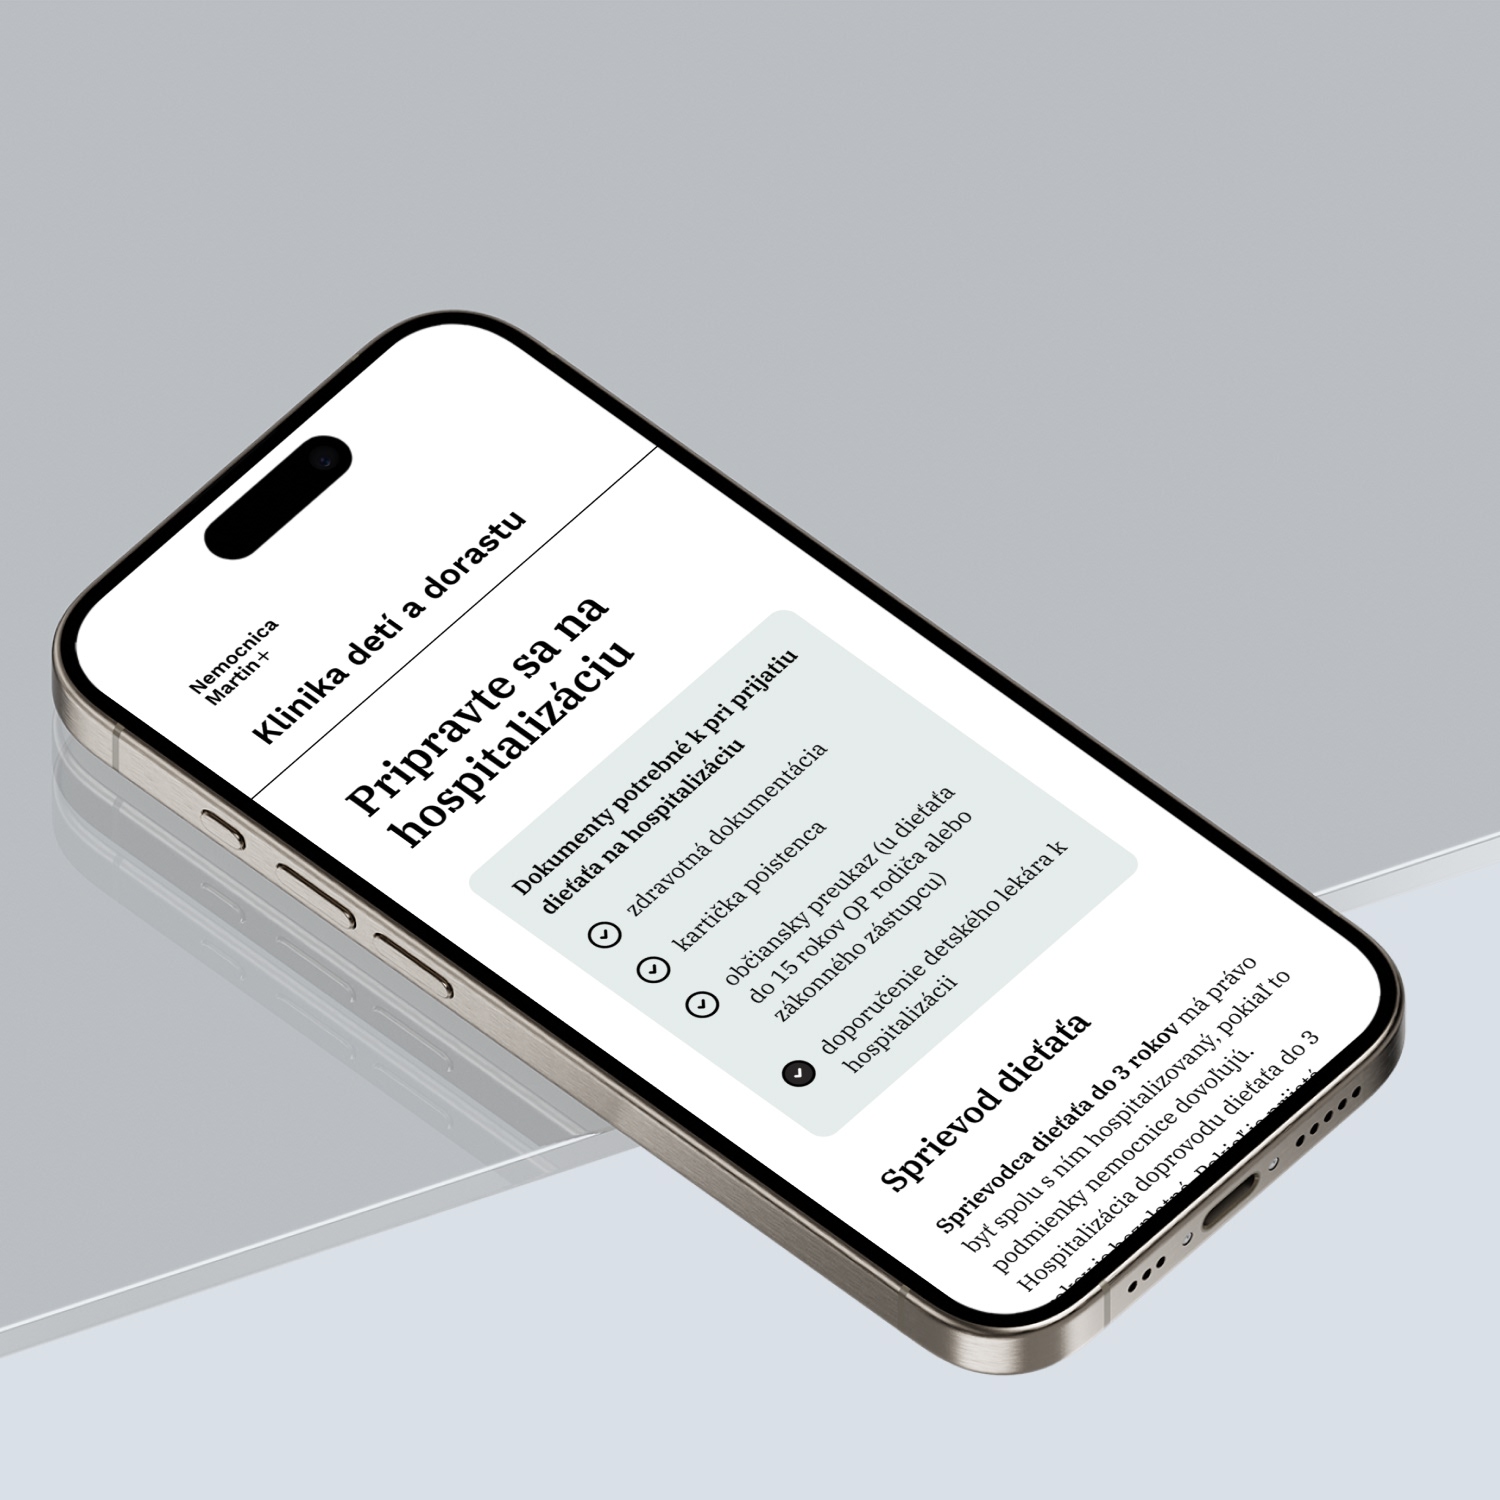 Nemocnica
Martin+
Klinika detí a dorastu
Pripravte sa na
hospitalizáciu
Dokumenty potrebné k pri prijatiu
dieťaťa na hospitalizáciu
zdravotná dokumentácia
kartička poistenca
občiansky preukaz (u dieťaťa
do 15 rokov OP rodiča alebo
zákonného zástupcu)
doporučenie detského lekára k
hospitalizácii
Sprievod dieťaťa
Sprievodca dieťaťa do 3 rokov má právo
byť spolu s ním hospitalizovaný, pokiaľ to
podmienky nemocnice dovoľujú.
Hospitalizácia doprovodu dieťaťa do 3